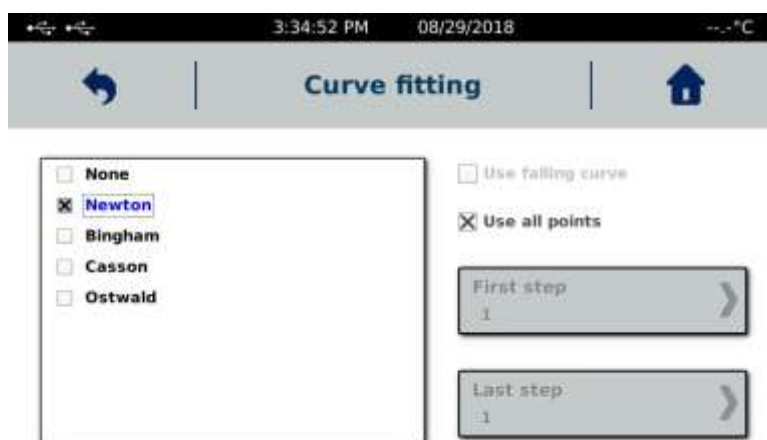 3:34:52 PM 08/29/2018 --.-°C
Curve fitting
None
Newton
Bingham
Casson
Ostwald
Use falling curve
Use all points
First step
1
Last step
1